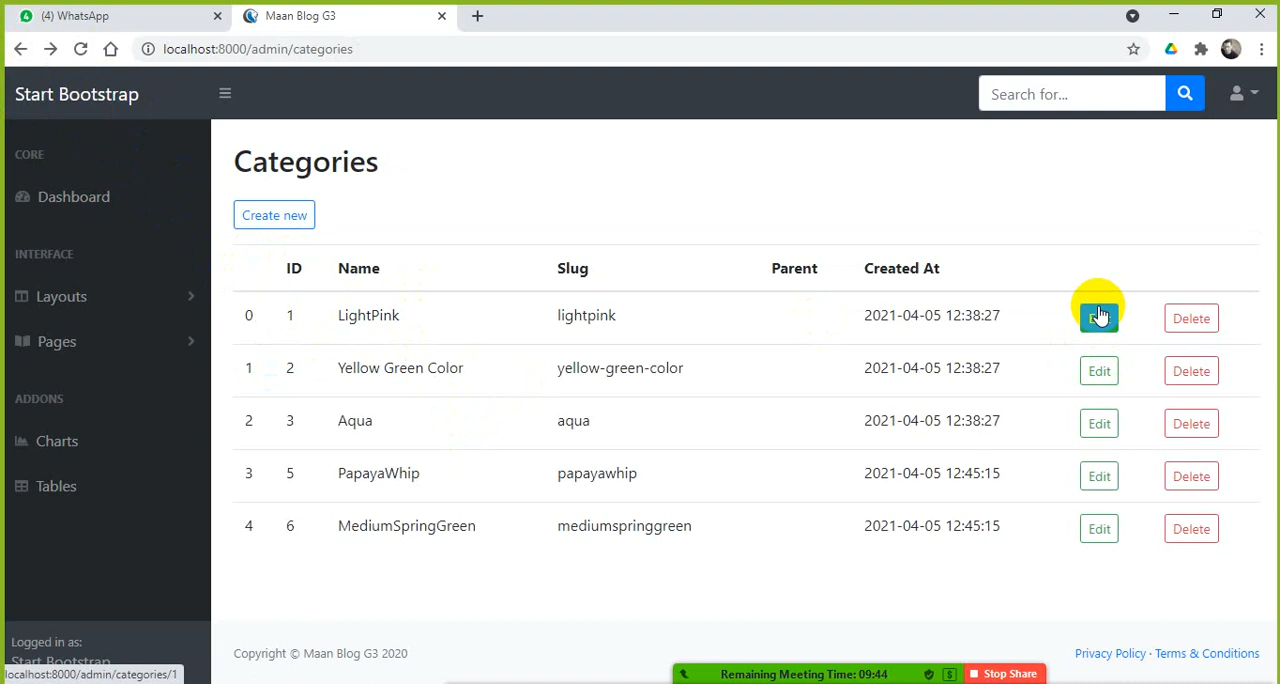 (4) WhatsApp
Maan Blog G3
localhost:8000/admin/categories
Start Bootstrap
Search for...
CORE
Dashboard
INTERFACE
Layouts
Pages
ADDONS
Charts
Tables
Logged in as:
Start Bootstrap
localhost:8000/admin/categories/1
Categories
Create new
ID Name Slug Parent Created At
0 1 LightPink lightpink 2021-04-05 12:38:27 Delete
1 2 Yellow Green Color yellow-green-color 2021-04-05 12:38:27 Edit Delete
2 3 Aqua aqua 2021-04-05 12:38:27 Edit Delete
3 5 PapayaWhip papayawhip 2021-04-05 12:45:15 Edit Delete
4 6 MediumSpringGreen mediumspringgreen 2021-04-05 12:45:15 Edit Delete
Copyright © Maan Blog G3 2020
Privacy Policy · Terms & Conditions
Remaining Meeting Time: 09:44
Stop Share